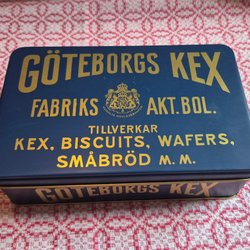 GÖTEBORGS KEX
FABRIKS AKT. BOL.
TILLVERKAR
KEX, BISCUITS, WAFERS,
SMÅBRÖD M. M.
GÖTEBORGS KEX